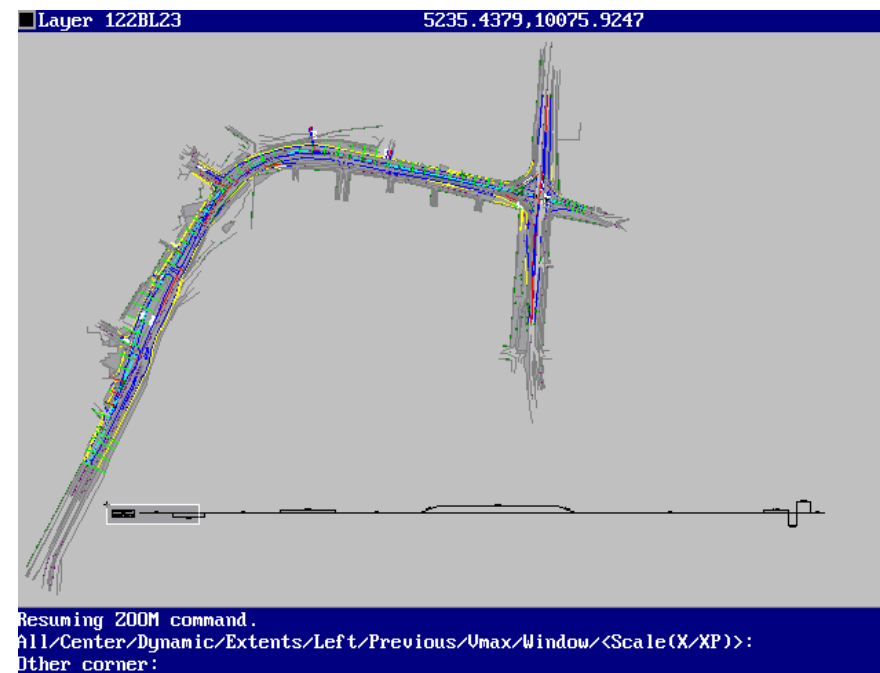 Layer 122BL23 5235.4379,10075.9247
Resuming ZOOM command.
All/Center/Dynamic/Extents/Left/Previous/Vmax/Window/<Scale(X/XP)>:
Other corner: